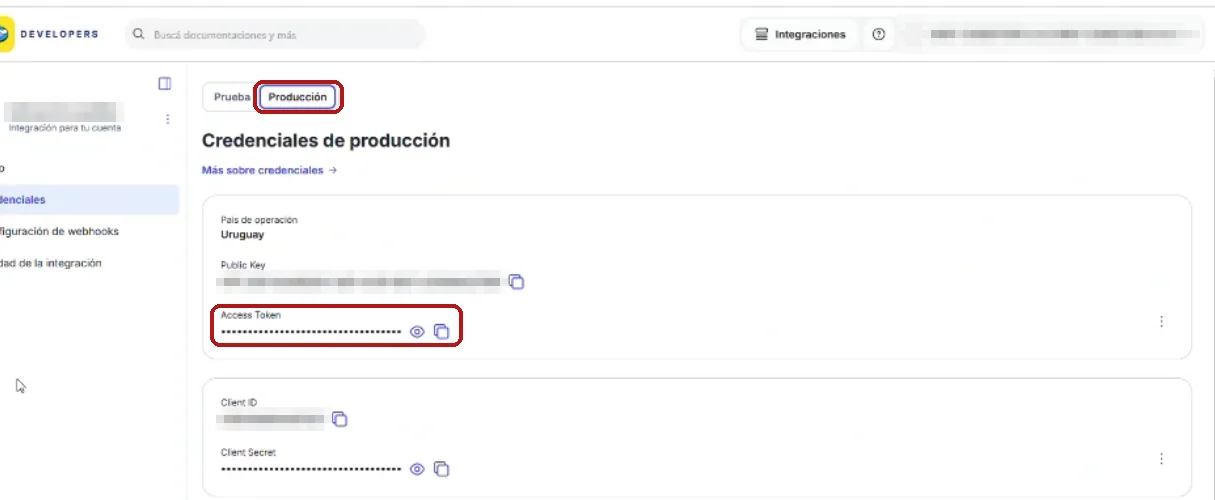 DEVELOPERS
Buscá documentaciones y más
Integraciones
Integración para tu cuenta
o
denciales
figuración de webhooks
dad de la integración
Prueba
Producción
Credenciales de producción
Más sobre credenciales →
País de operación
Uruguay
Public Key
Access Token
Client ID
Client Secret